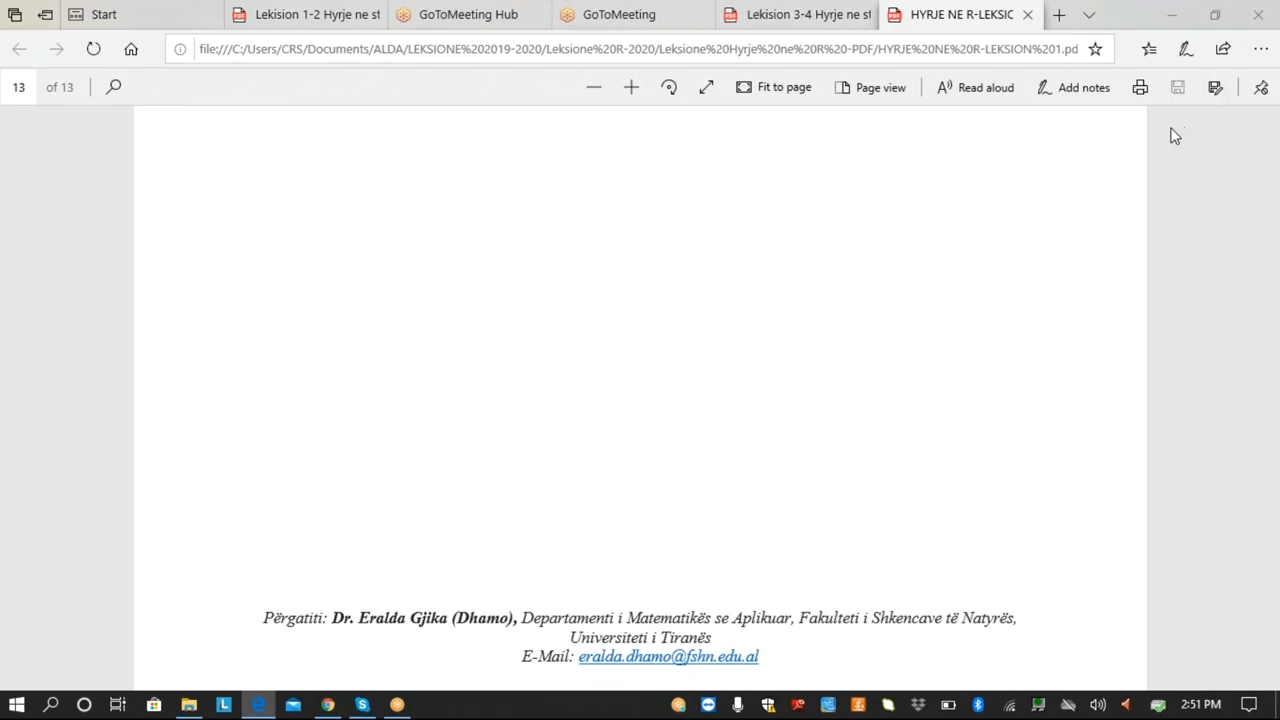 Start
Lekision 1-2 Hyrje ne st
GoToMeeting Hub
GoToMeeting
Lekision 3-4 Hyrje ne st
HYRJE NE R-LEKSIC
file:///C:/Users/CRS/Documents/ALDA/LEKSIONE%202019-2020/Leksione%20R-2020/Leksione%20Hyrje%20ne%20R%20-PDF/HYRJE%20NE%20R-LEKSION%201.pd
13 of 13
Fit to page
Page view
Read aloud
Add notes
Përgatiti: Dr. Eralda Gjika (Dhamo), Departamenti i Matematikës se Aplikuar, Fakulteti i Shkencave të Natyrës,
Universiteti i Tiranës
E-Mail: eralda.dhamo@fshn.edu.al
2:51 PM